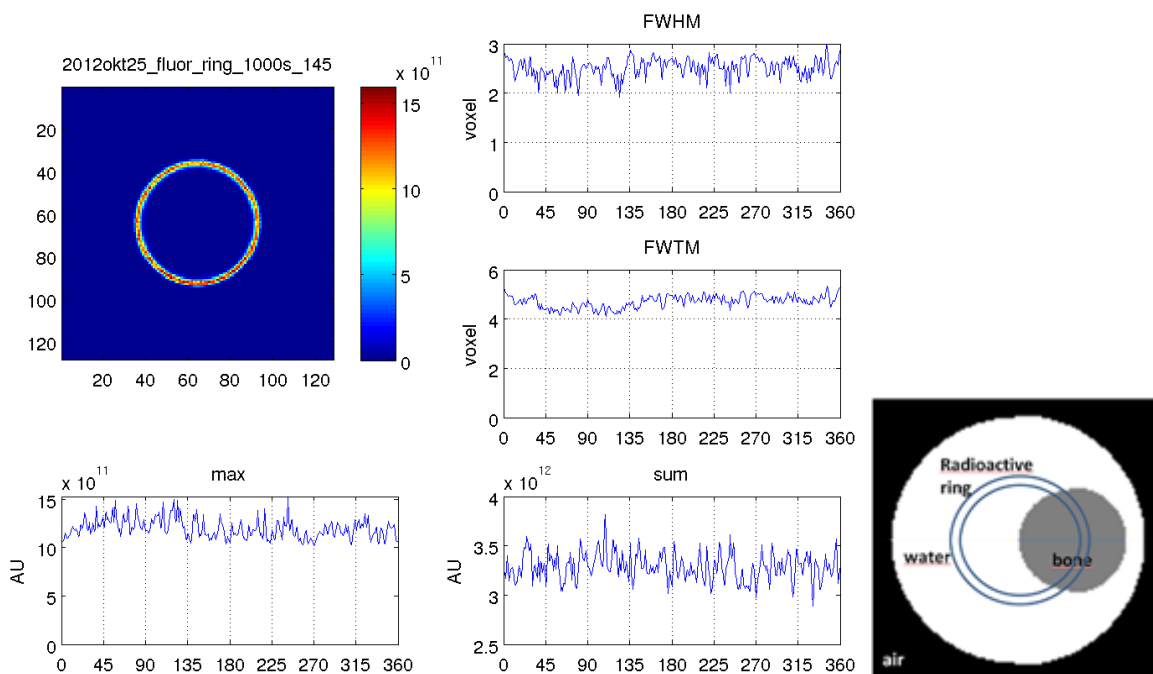 2012okt25_fluor_ring_1000s_145
x 10^11
15
10
5
0
20
40
60
80
100
120
20 40 60 80 100 120
FWHM
voxel
3
2
1
0
0 45 90 135 180 225 270 315 360
FWTM
voxel
6
4
2
0
0 45 90 135 180 225 270 315 360
max
x 10^11
AU
15
10
5
0
0 45 90 135 180 225 270 315 360
sum
x 10^12
AU
4
3.5
3
2.5
0 45 90 135 180 225 270 315 360
Radioactive
ring
water
bone
air